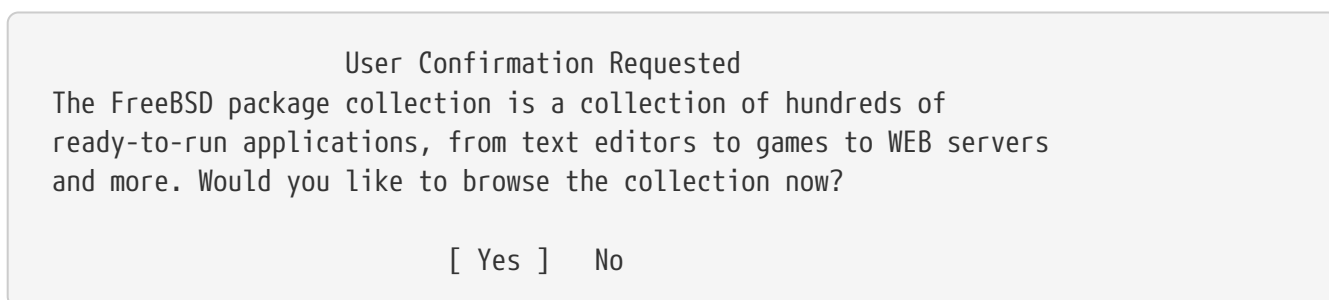 User Confirmation Requested
The FreeBSD package collection is a collection of hundreds of
ready-to-run applications, from text editors to games to WEB servers
and more. Would you like to browse the collection now?
[ Yes ] No